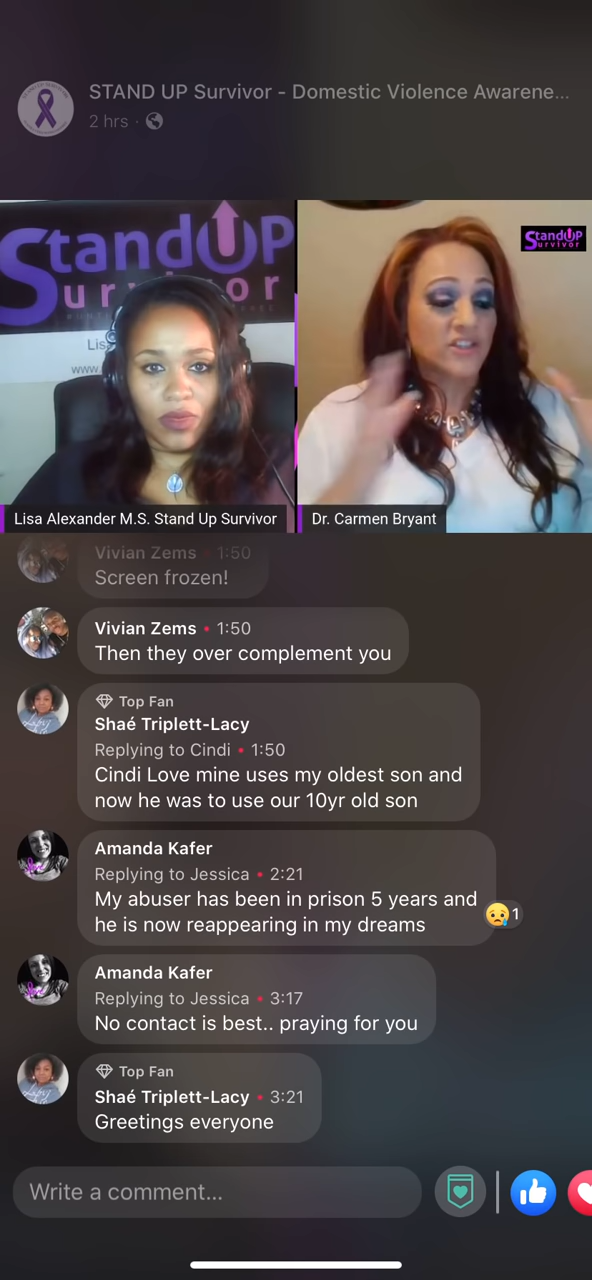 STAND UP Survivor - Domestic Violence Awarene...
2 hrs ·
StandUP
Survivor
Lis
www.
StandUP
Survivor
Lisa Alexander M.S. Stand Up Survivor
Dr. Carmen Bryant
Vivian Zems • 1:50
Screen frozen!
Vivian Zems • 1:50
Then they over complement you
Top Fan
Shaé Triplett-Lacy
Replying to Cindi • 1:50
Cindi Love mine uses my oldest son and
now he was to use our 10yr old son
Amanda Kafer
Replying to Jessica • 2:21
My abuser has been in prison 5 years and
he is now reappearing in my dreams
1
Amanda Kafer
Replying to Jessica • 3:17
No contact is best.. praying for you
Top Fan
Shaé Triplett-Lacy • 3:21
Greetings everyone
Write a comment...